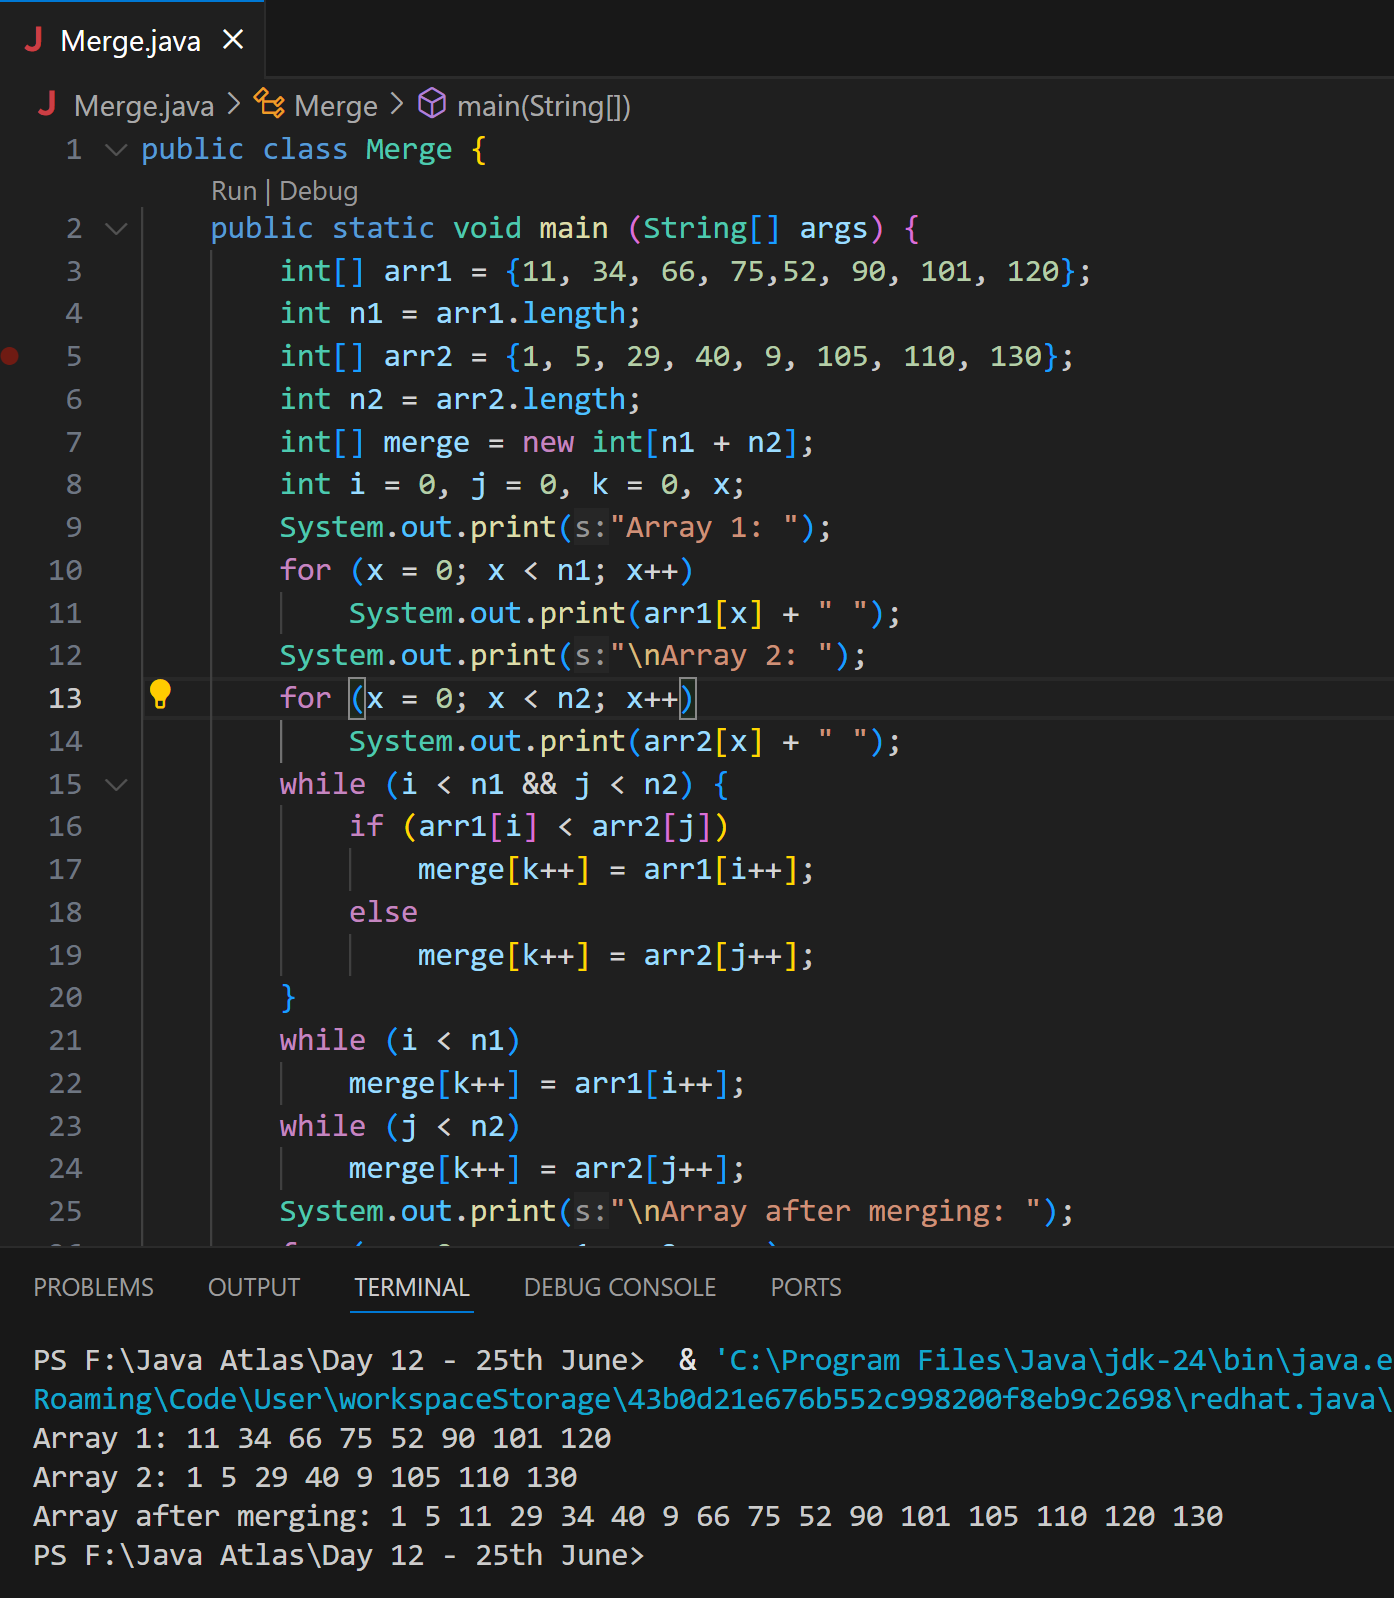 Merge.java
Merge.java > Merge > main(String[])
1 public class Merge {
Run | Debug
2 public static void main (String[] args) {
3 int[] arr1 = {11, 34, 66, 75,52, 90, 101, 120};
4 int n1 = arr1.length;
5 int[] arr2 = {1, 5, 29, 40, 9, 105, 110, 130};
6 int n2 = arr2.length;
7 int[] merge = new int[n1 + n2];
8 int i = 0, j = 0, k = 0, x;
9 System.out.print(s:"Array 1: ");
10 for (x = 0; x < n1; x++)
11 System.out.print(arr1[x] + " ");
12 System.out.print(s:"\nArray 2: ");
13 for (x = 0; x < n2; x++)
14 System.out.print(arr2[x] + " ");
15 while (i < n1 && j < n2) {
16 if (arr1[i] < arr2[j])
17 merge[k++] = arr1[i++];
18 else
19 merge[k++] = arr2[j++];
20 }
21 while (i < n1)
22 merge[k++] = arr1[i++];
23 while (j < n2)
24 merge[k++] = arr2[j++];
25 System.out.print(s:"\nArray after merging: ");
PROBLEMS OUTPUT TERMINAL DEBUG CONSOLE PORTS
PS F:\Java Atlas\Day 12 - 25th June>  & 'C:\Program Files\Java\jdk-24\bin\java.e
Roaming\Code\User\workspaceStorage\43b0d21e676b552c998200f8eb9c2698\redhat.java\
Array 1: 11 34 66 75 52 90 101 120
Array 2: 1 5 29 40 9 105 110 130
Array after merging: 1 5 11 29 34 40 9 66 75 52 90 101 105 110 120 130
PS F:\Java Atlas\Day 12 - 25th June>